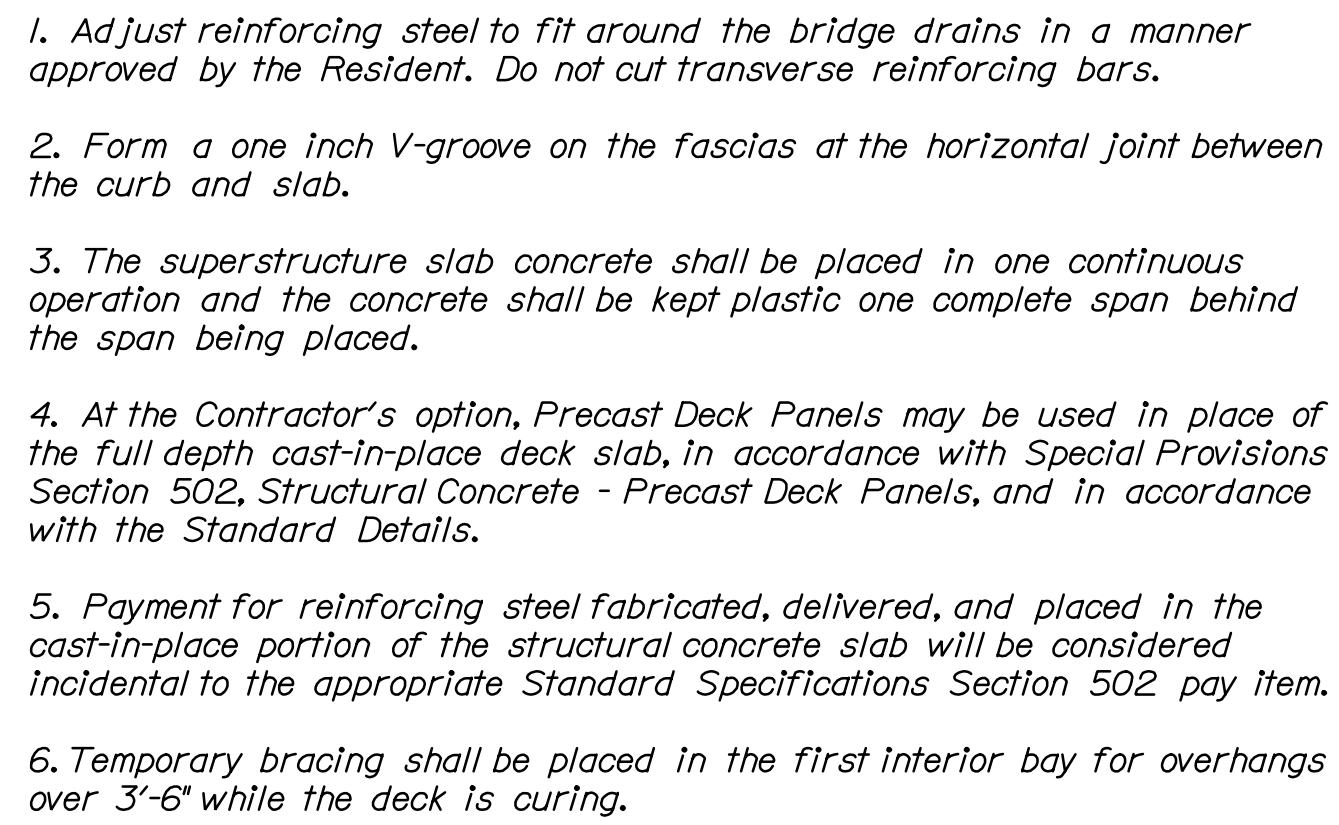 1. Adjust reinforcing steel to fit around the bridge drains in a manner
approved by the Resident. Do not cut transverse reinforcing bars.
2. Form a one inch V-groove on the fascias at the horizontal joint between
the curb and slab.
3. The superstructure slab concrete shall be placed in one continuous
operation and the concrete shall be kept plastic one complete span behind
the span being placed.
4. At the Contractor's option, Precast Deck Panels may be used in place of
the full depth cast-in-place deck slab, in accordance with Special Provisions
Section 502, Structural Concrete - Precast Deck Panels, and in accordance
with the Standard Details.
5. Payment for reinforcing steel fabricated, delivered, and placed in the
cast-in-place portion of the structural concrete slab will be considered
incidental to the appropriate Standard Specifications Section 502 pay item.
6. Temporary bracing shall be placed in the first interior bay for overhangs
over 3'-6" while the deck is curing.